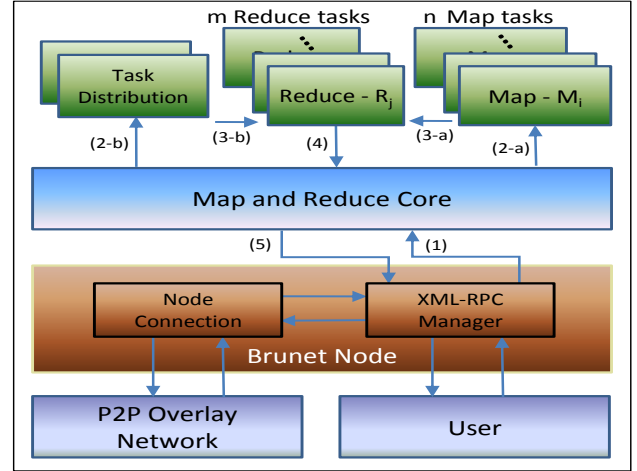 m Reduce tasks
n Map tasks
Task
Distribution
Reduce - Rj
Map - Mi
(2-b)
(3-b)
(4)
(3-a)
(2-a)
Map and Reduce Core
(5)
(1)
Node
Connection
XML-RPC
Manager
Brunet Node
P2P Overlay
Network
User